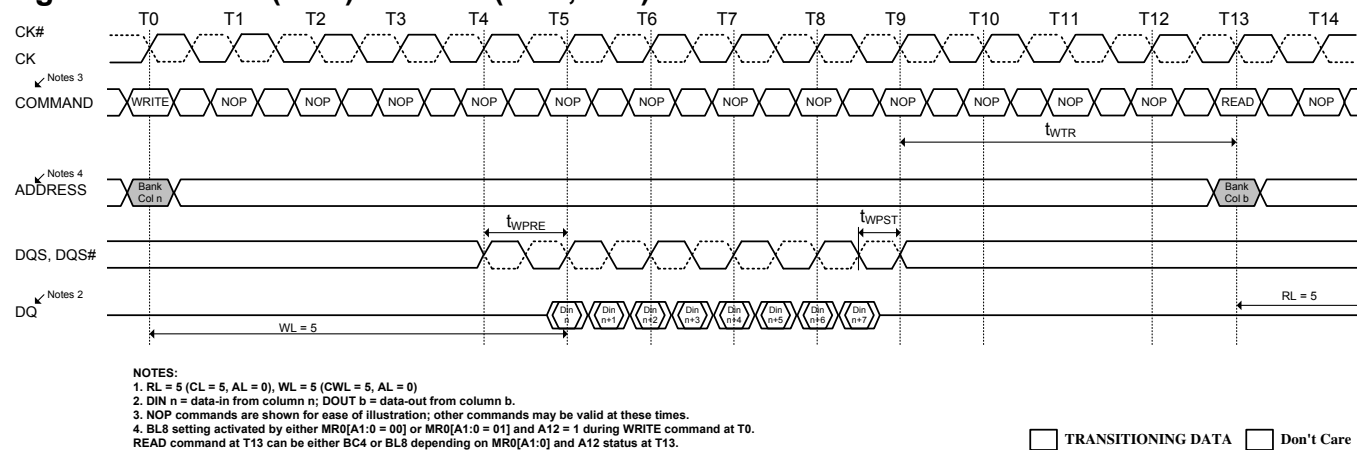 T0 T1 T2 T3 T4 T5 T6 T7 T8 T9 T10 T11 T12 T13 T14
CK#
CK
Notes 3
COMMAND WRITE NOP NOP NOP NOP NOP NOP NOP NOP NOP NOP NOP NOP READ NOP
tWTR
Notes 4
ADDRESS
Bank Bank
Col n Col b
tWPRE tWPST
DQS, DQS#
Notes 2
DQ
Din Din Din Din Din Din Din Din
n n+1 n+2 n+3 n+4 n+5 n+6 n+7
RL = 5
WL = 5
NOTES:
1. RL = 5 (CL = 5, AL = 0), WL = 5 (CWL = 5, AL = 0)
2. DIN n = data-in from column n; DOUT b = data-out from column b.
3. NOP commands are shown for ease of illustration; other commands may be valid at these times.
4. BL8 setting activated by either MR0[A1:0 = 00] or MR0[A1:0 = 01] and A12 = 1 during WRITE command at T0.
READ command at T13 can be either BC4 or BL8 depending on MR0[A1:0] and A12 status at T13.
TRANSITIONING DATA Don't Care